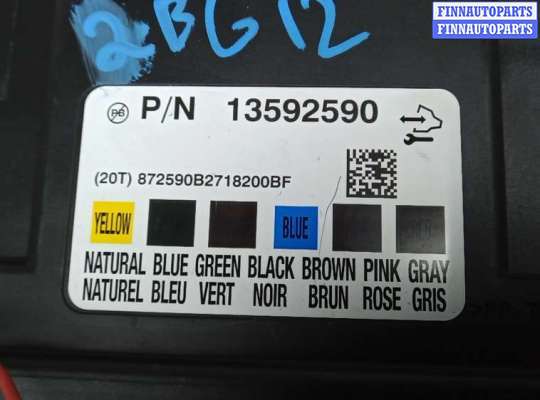 FINNAUTOPARTS
FINNAUTOPARTS
2BG12
PB P/N 13592590
(20T) 872590B2718200BF
YELLOW BLUE
NATURAL BLUE GREEN BLACK BROWN PINK GRAY
NATUREL BLEU VERT NOIR BRUN ROSE GRIS